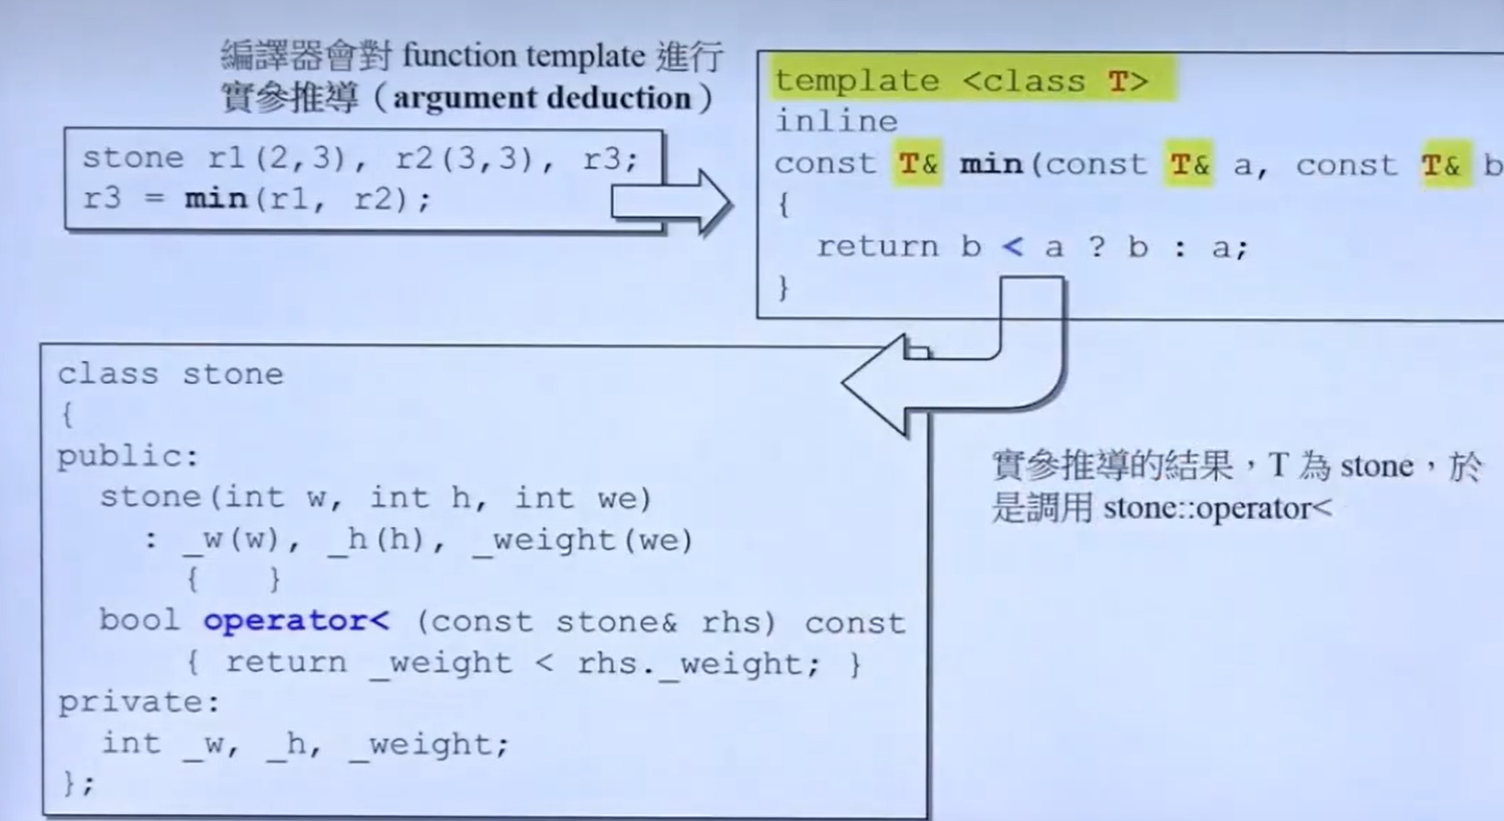 編譯器會對 function template 進行
實參推導（argument deduction）
stone r1(2,3), r2(3,3), r3;
r3 = min(r1, r2);
template <class T>
inline
const T& min(const T& a, const T& b
{
return b < a ? b : a;
}
class stone
{
public:
stone(int w, int h, int we)
: _w(w), _h(h), _weight(we)
{ }
bool operator< (const stone& rhs) const
{ return _weight < rhs._weight; }
private:
int _w, _h, _weight;
};
實參推導的結果，T 為 stone，於
是調用 stone::operator<